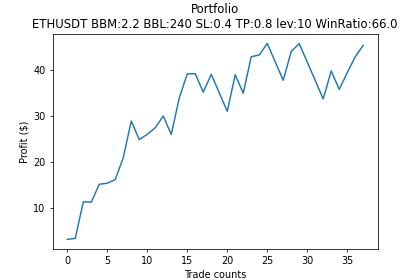 Portfolio
ETHUSDT BBM:2.2 BBL:240 SL:0.4 TP:0.8 lev:10 WinRatio:66.0
40
30
20
10
Profit ($)
0 5 10 15 20 25 30 35
Trade counts